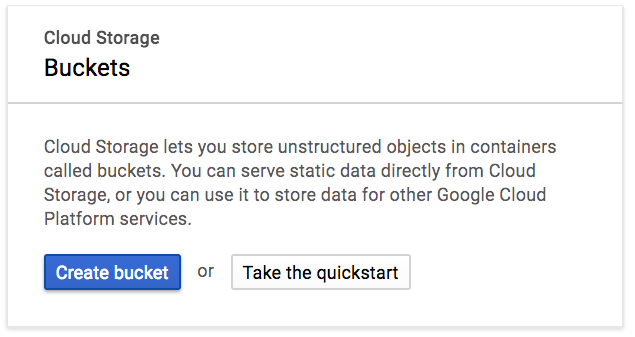 Cloud Storage
Buckets
Cloud Storage lets you store unstructured objects in containers
called buckets. You can serve static data directly from Cloud
Storage, or you can use it to store data for other Google Cloud
Platform services.
Create bucket or Take the quickstart